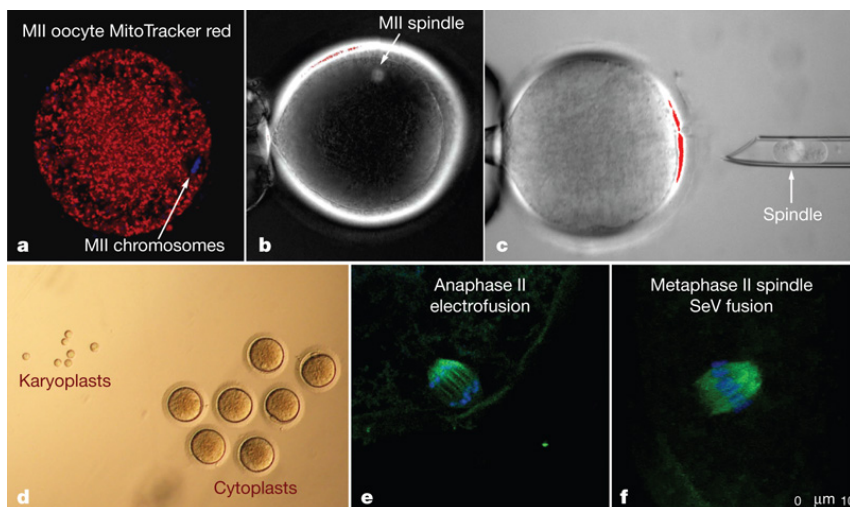 MII oocyte MitoTracker red
MII chromosomes
a
MII spindle
b
Spindle
c
Karyoplasts
Cytoplasts
d
Anaphase II
electrofusion
e
Metaphase II spindle
SeV fusion
0 µm 10
f